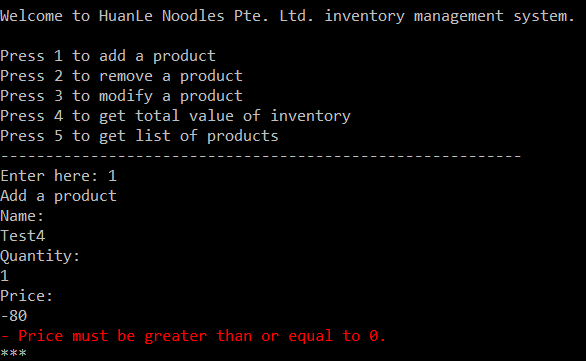 Welcome to HuanLe Noodles Pte. Ltd. inventory management system.
Press 1 to add a product
Press 2 to remove a product
Press 3 to modify a product
Press 4 to get total value of inventory
Press 5 to get list of products
----------------------------------------------------------
Enter here: 1
Add a product
Name:
Test4
Quantity:
1
Price:
-80
- Price must be greater than or equal to 0.
***